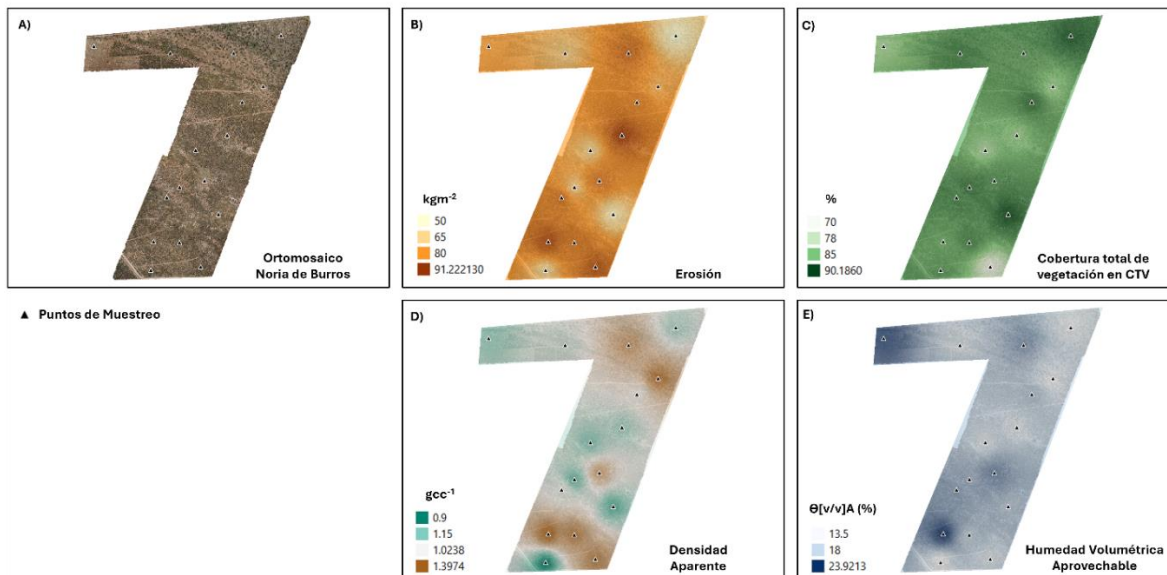 A)
Ortomosaico
Noria de Burros
B)
kgm⁻²
50
65
80
91.222130
Erosión
C)
%
70
78
85
90.1860
Cobertura total de
vegetación en CTV
▲ Puntos de Muestreo
D)
gcc⁻¹
0.9
1.15
1.0238
1.3974
Densidad
Aparente
E)
ϴ[v/v]A (%)
13.5
18
23.9213
Humedad Volumétrica
Aprovechable